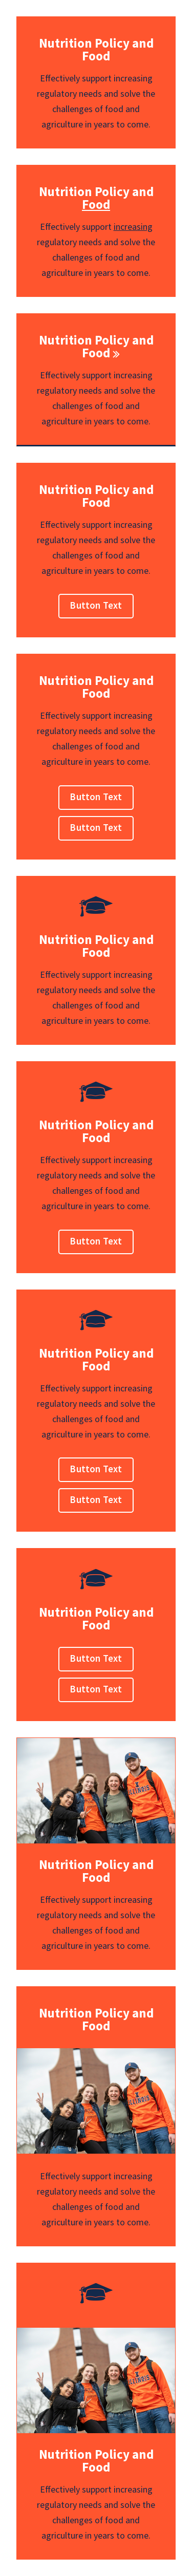 Nutrition Policy and
Food
Effectively support increasing
regulatory needs and solve the
challenges of food and
agriculture in years to come.
Nutrition Policy and
Food
Effectively support increasing
regulatory needs and solve the
challenges of food and
agriculture in years to come.
Nutrition Policy and
Food »
Effectively support increasing
regulatory needs and solve the
challenges of food and
agriculture in years to come.
Nutrition Policy and
Food
Effectively support increasing
regulatory needs and solve the
challenges of food and
agriculture in years to come.
Button Text
Nutrition Policy and
Food
Effectively support increasing
regulatory needs and solve the
challenges of food and
agriculture in years to come.
Button Text
Button Text
Nutrition Policy and
Food
Effectively support increasing
regulatory needs and solve the
challenges of food and
agriculture in years to come.
Nutrition Policy and
Food
Effectively support increasing
regulatory needs and solve the
challenges of food and
agriculture in years to come.
Button Text
Nutrition Policy and
Food
Effectively support increasing
regulatory needs and solve the
challenges of food and
agriculture in years to come.
Button Text
Button Text
Nutrition Policy and
Food
Button Text
Button Text
ILLINOIS
Nutrition Policy and
Food
Effectively support increasing
regulatory needs and solve the
challenges of food and
agriculture in years to come.
Nutrition Policy and
Food
ILLINOIS
Effectively support increasing
regulatory needs and solve the
challenges of food and
agriculture in years to come.
ILLINOIS
Nutrition Policy and
Food
Effectively support increasing
regulatory needs and solve the
challenges of food and
agriculture in years to come.